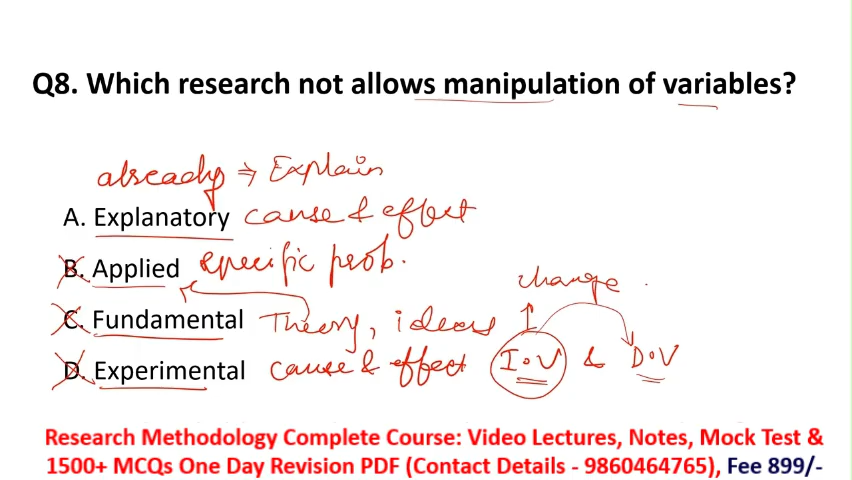 Q8. Which research not allows manipulation of variables?
already ⇒ Explain
A. Explanatory cause & effect
B. Applied specific prob.
change
C. Fundamental Theory, ideas
D. Experimental cause & effect I.V & D.V
Research Methodology Complete Course: Video Lectures, Notes, Mock Test &
1500+ MCQs One Day Revision PDF (Contact Details - 9860464765), Fee 899/-